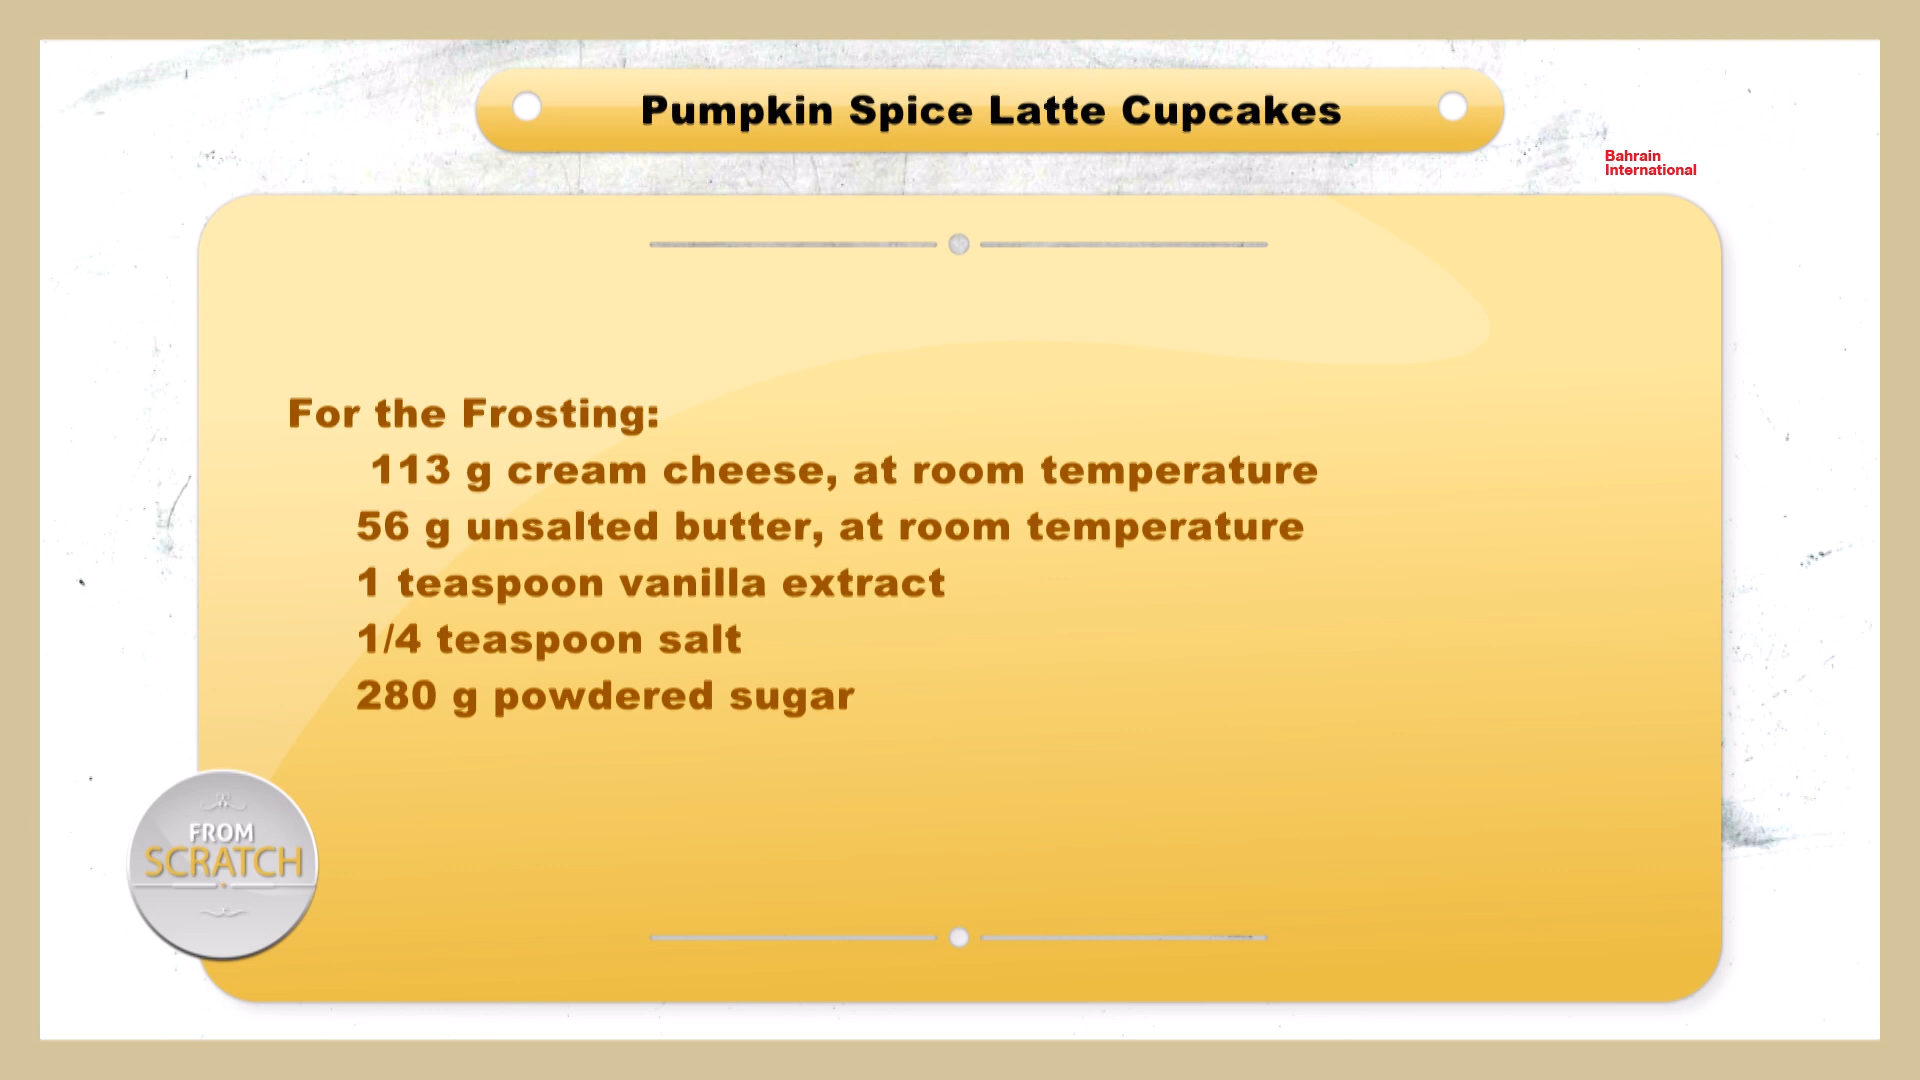 Pumpkin Spice Latte Cupcakes
Bahrain
International
For the Frosting:
113 g cream cheese, at room temperature
56 g unsalted butter, at room temperature
1 teaspoon vanilla extract
1/4 teaspoon salt
280 g powdered sugar
FROM
SCRATCH